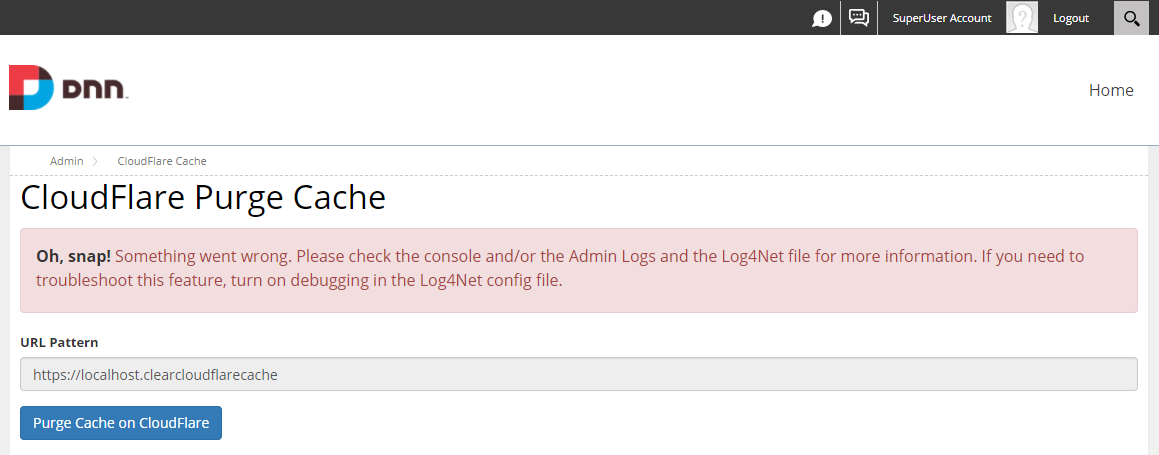 SuperUser Account Logout
Dnn
Home
Admin CloudFlare Cache
CloudFlare Purge Cache
Oh, snap! Something went wrong. Please check the console and/or the Admin Logs and the Log4Net file for more information. If you need to
troubleshoot this feature, turn on debugging in the Log4Net config file.
URL Pattern
https://localhost.clearcloudflarecache
Purge Cache on CloudFlare